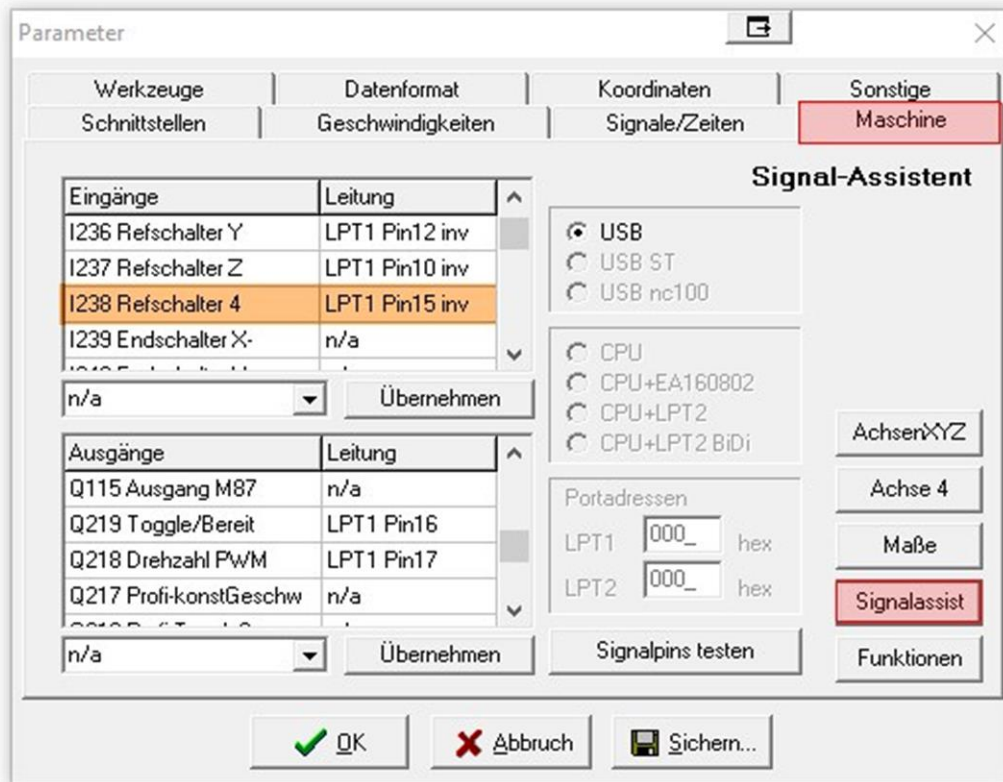 Parameter
Werkzeuge Datenformat Koordinaten Sonstige
Schnittstellen Geschwindigkeiten Signale/Zeiten Maschine
Signal-Assistent
Eingänge Leitung
I236 Refschalter Y LPT1 Pin12 inv
I237 Refschalter Z LPT1 Pin10 inv
I238 Refschalter 4 LPT1 Pin15 inv
I239 Endschalter X- n/a
n/a Übernehmen
Ausgänge Leitung
Q115 Ausgang M87 n/a
Q219 Toggle/Bereit LPT1 Pin16
Q218 Drehzahl PWM LPT1 Pin17
Q217 Profi-konstGeschw n/a
n/a Übernehmen
USB
USB ST
USB nc100
CPU
CPU+EA160802
CPU+LPT2
CPU+LPT2 BiDi
Portadressen
LPT1 000_ hex
LPT2 000_ hex
Signalpins testen
AchsenXYZ
Achse 4
Maße
Signalassist
Funktionen
OK Abbruch Sichern...